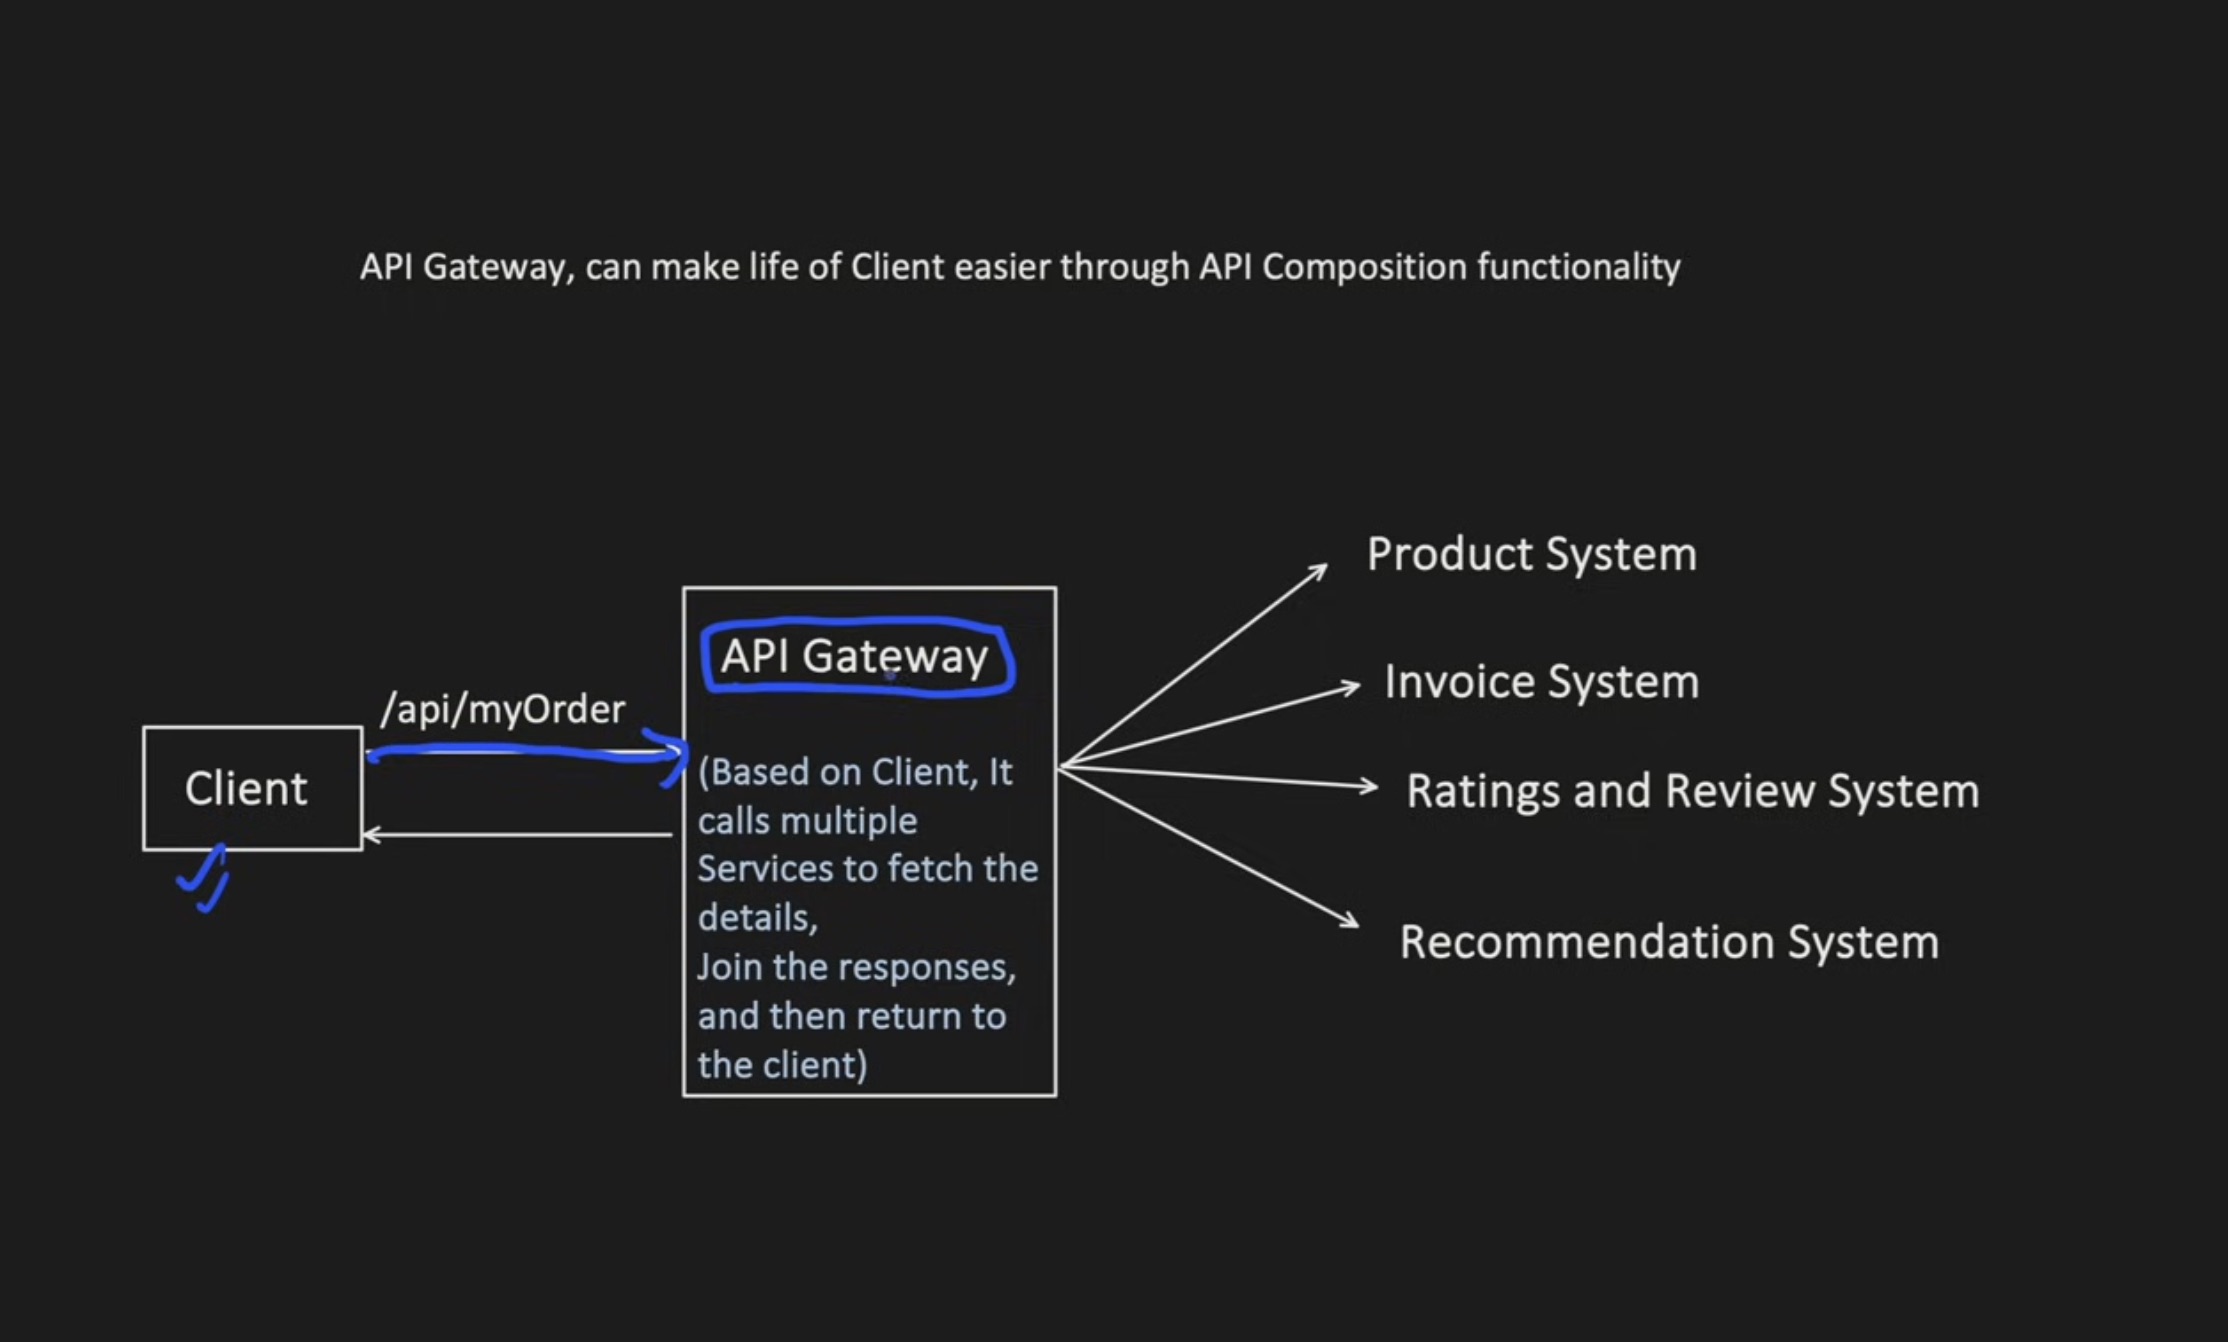 API Gateway, can make life of Client easier through API Composition functionality
Product System
API Gateway
Invoice System
/api/myOrder
Client
(Based on Client, It
calls multiple
Services to fetch the
details,
Join the responses,
and then return to
the client)
Ratings and Review System
Recommendation System